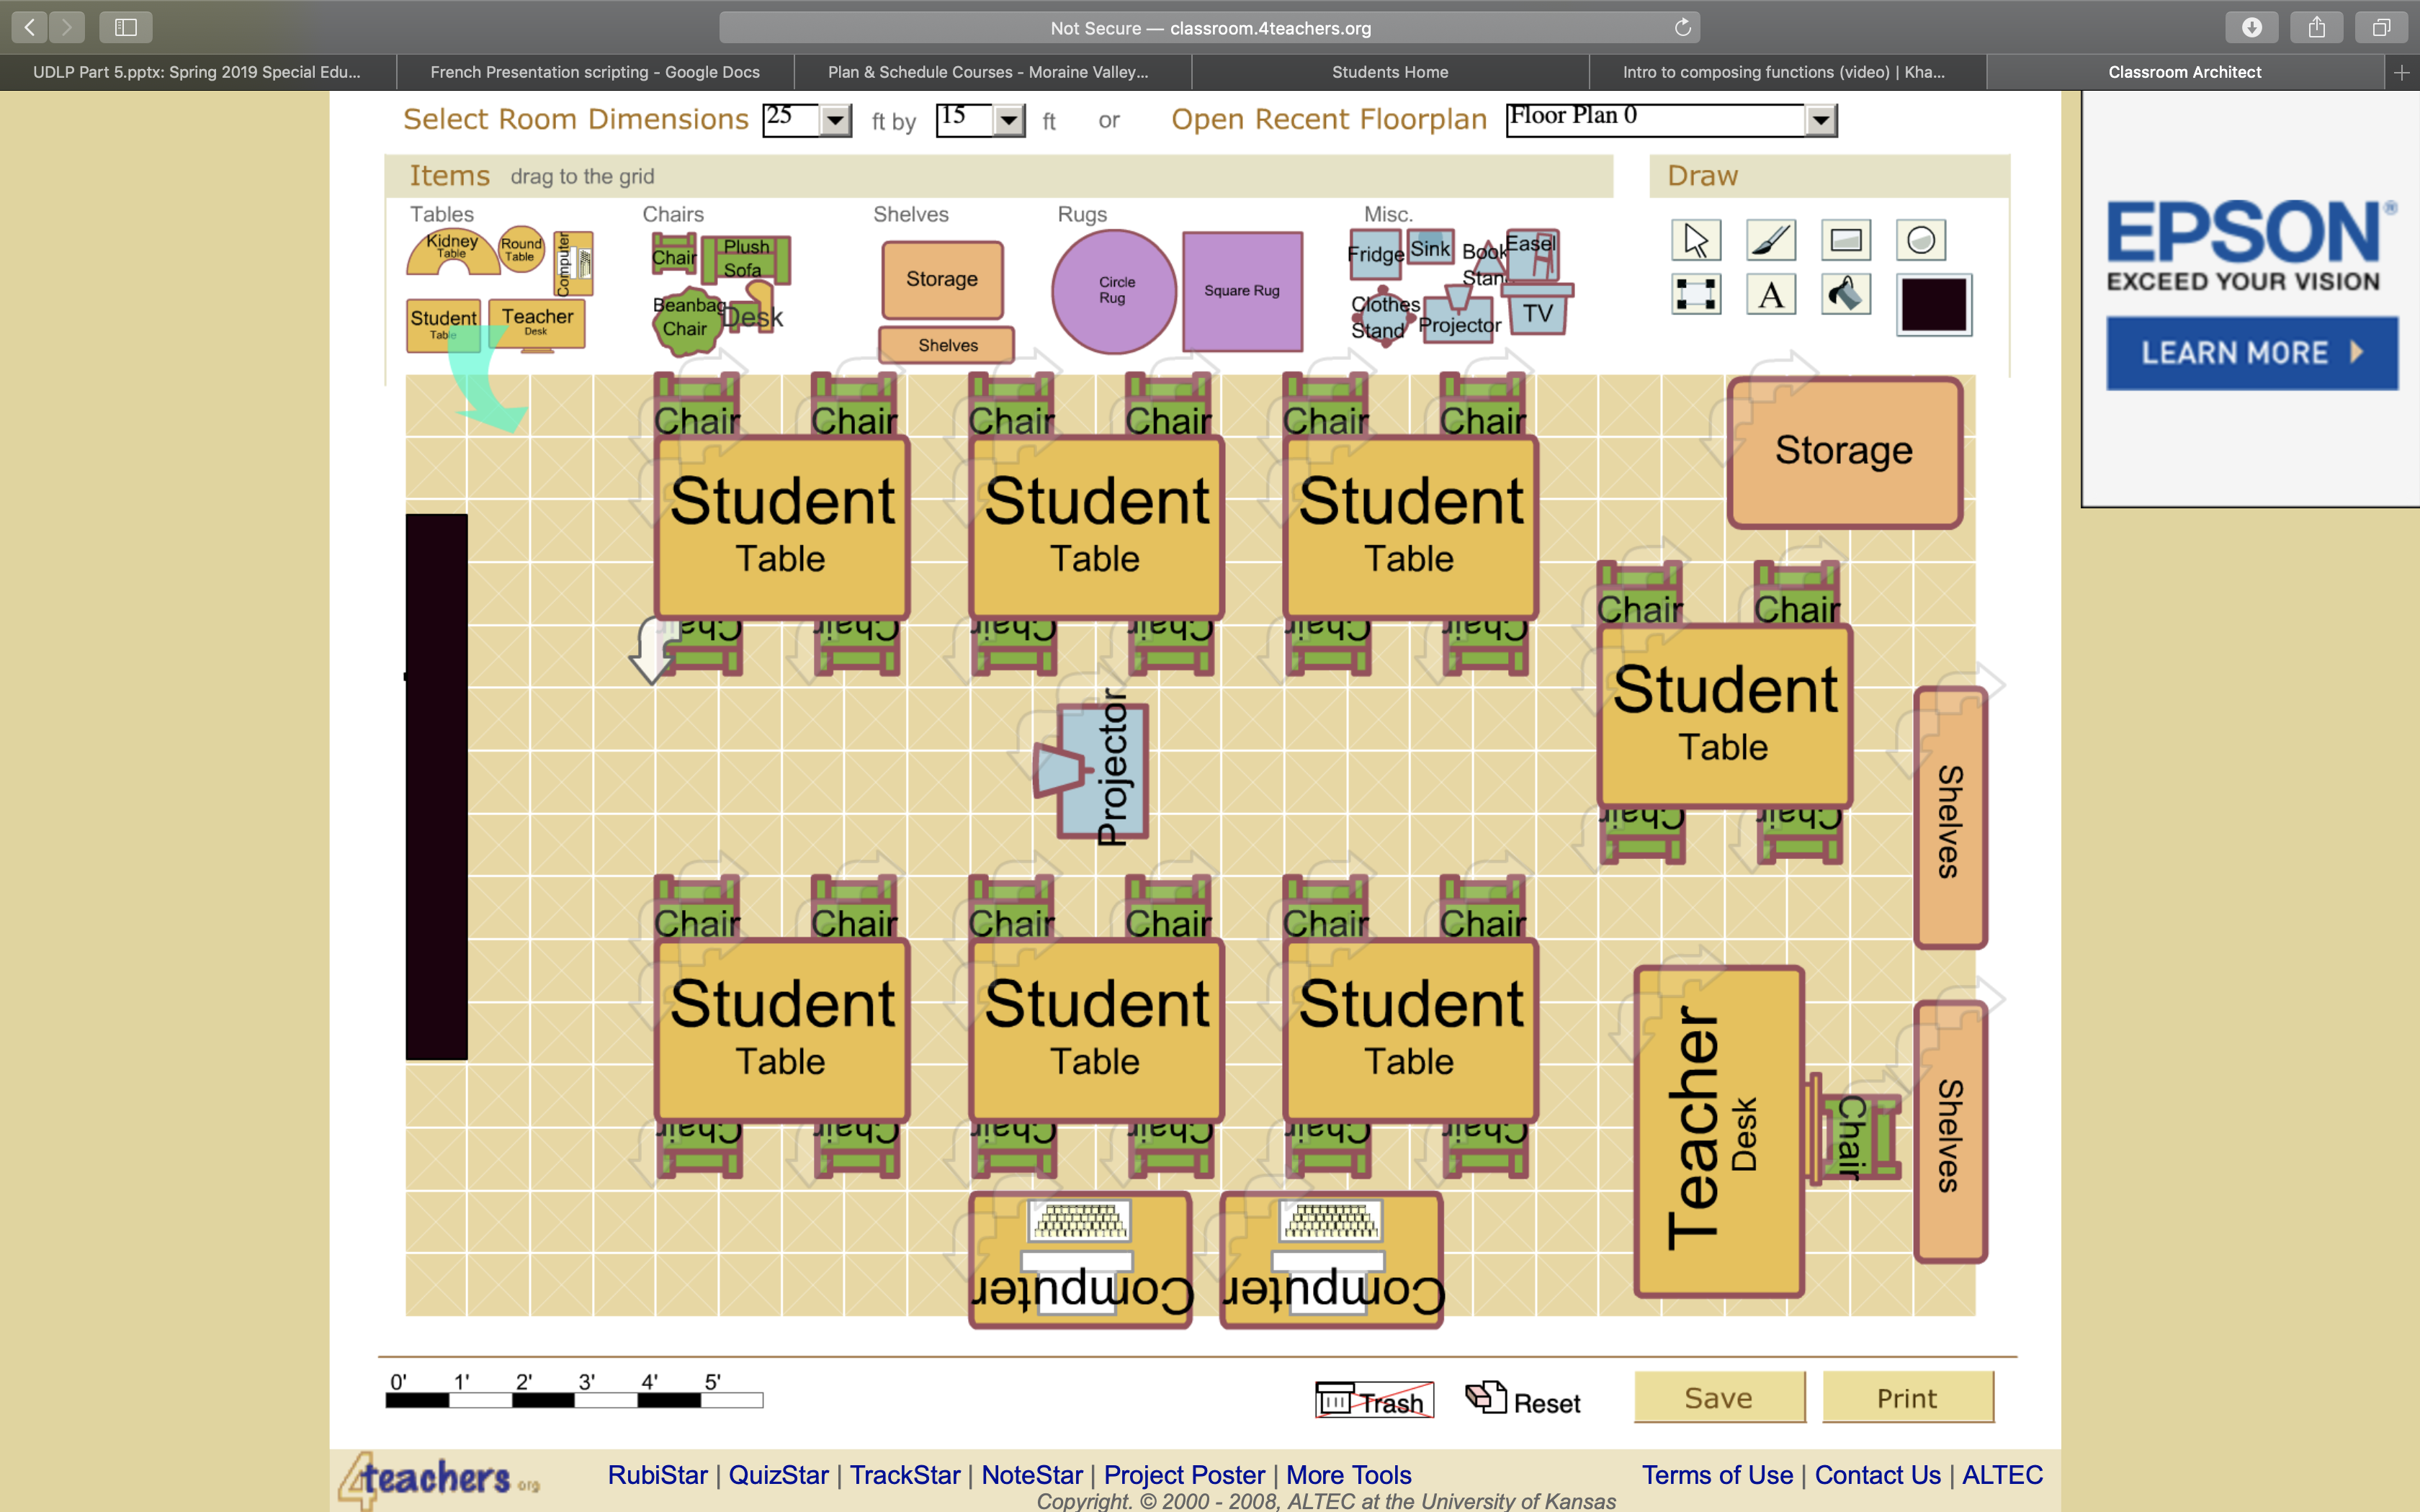 Not Secure — classroom.4teachers.org
UDLP Part 5.pptx: Spring 2019 Special Edu...
French Presentation scripting - Google Docs
Plan & Schedule Courses - Moraine Valley...
Students Home
Intro to composing functions (video) | Kha...
Classroom Architect
Select Room Dimensions 25 ft by 15 ft or Open Recent Floorplan Floor Plan 0
Items drag to the grid
Draw
Tables
Chairs
Shelves
Rugs
Misc.
Kidney
Table
Round
Table
Computer
Student
Table
Teacher
Desk
Chair
Plush
Sofa
Beanbag
Chair
Desk
Storage
Shelves
Circle
Rug
Square Rug
Fridge
Sink
Book
Stand
Easel
Clothes
Stand
Projector
TV
A
EPSON®
EXCEED YOUR VISION
LEARN MORE
Chair Chair Chair Chair Chair Chair
Storage
Student
Table
Student
Table
Student
Table
Chair Chair Chair Chair Chair Chair
Chair Chair
Student
Table
Chair Chair
Projector
Shelves
Chair Chair Chair Chair Chair Chair
Student
Table
Student
Table
Student
Table
Chair Chair Chair Chair Chair Chair
Teacher
Desk
Chair
Shelves
Computer Computer
0' 1' 2' 3' 4' 5'
Trash
Reset
Save
Print
4teachers.org
RubiStar | QuizStar | TrackStar | NoteStar | Project Poster | More Tools
Terms of Use | Contact Us | ALTEC
Copyright. © 2000 - 2008, ALTEC at the University of Kansas